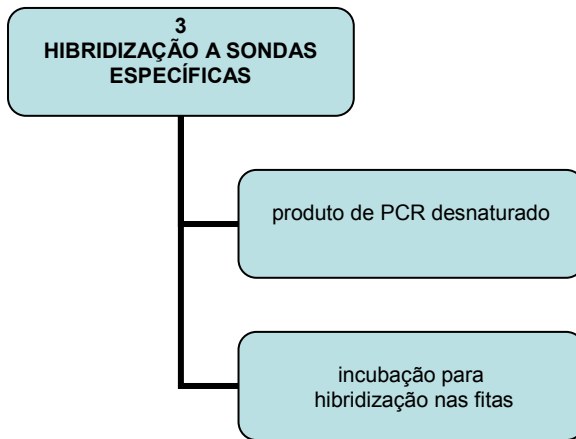 3
HIBRIDIZAÇÃO A SONDAS
ESPECÍFICAS
produto de PCR desnaturado
incubação para
hibridização nas fitas